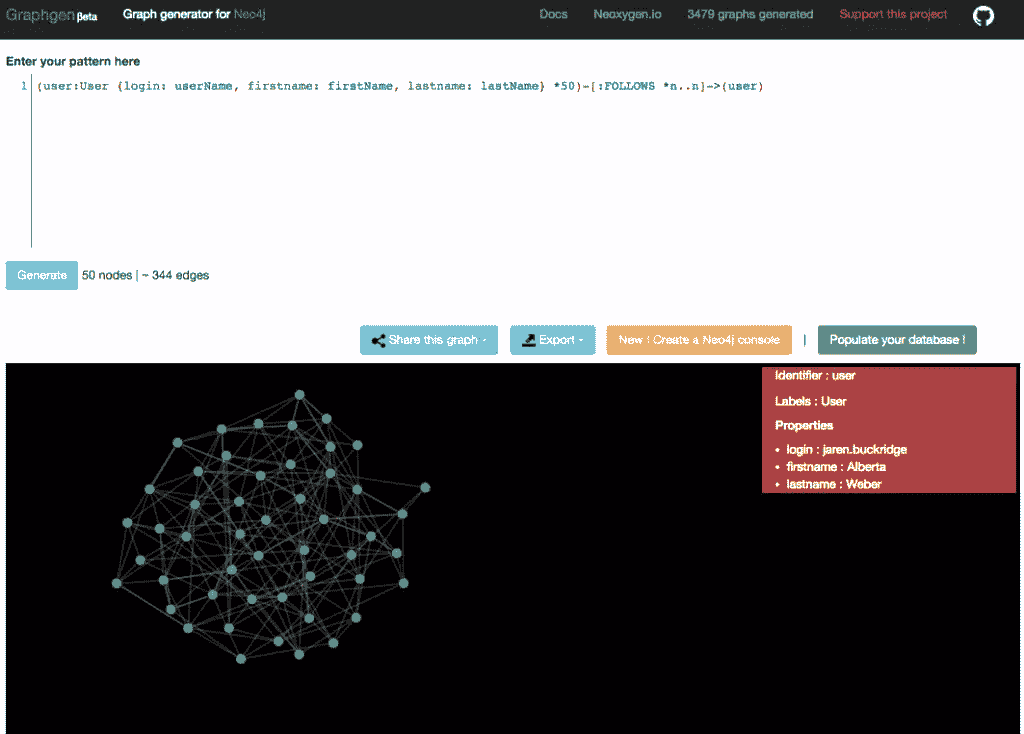 Graphgen Beta Graph generator for Neo4j Docs Neoxygen.io 3479 graphs generated Support this project
Enter your pattern here
1 (user:User {login: userName, firstname: firstName, lastname: lastName} *50)-[:FOLLOWS *n..n]->(user)
Generate 50 nodes | ~ 344 edges
Share this graph Export New ! Create a Neo4j console | Populate your database !
Identifier : user
Labels : User
Properties
• login : jaren.buckridge
• firstname : Alberta
• lastname : Weber